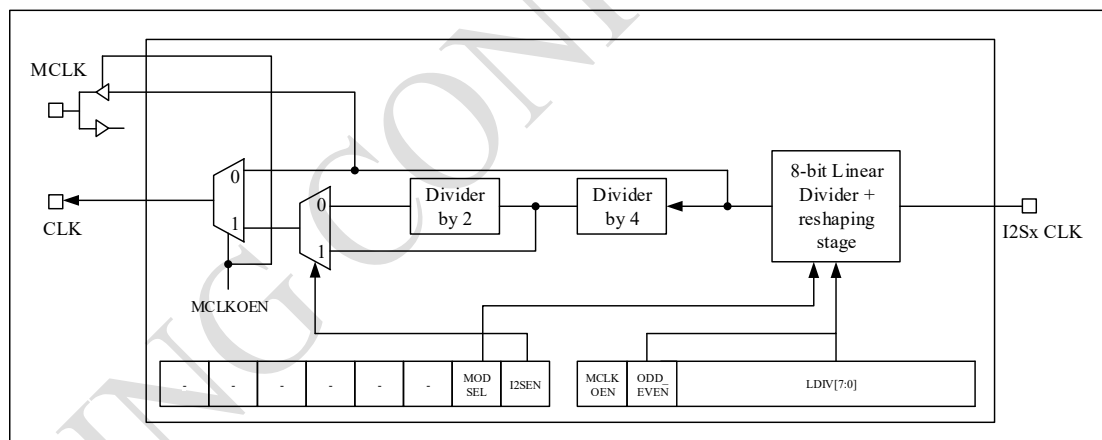 MCLK
CLK
MCLKOEN
0
1
0
1
Divider
by 2
Divider
by 4
8-bit Linear
Divider +
reshaping
stage
I2Sx CLK
-
-
-
-
-
-
MOD
SEL
I2SEN
MCLK
OEN
ODD_
EVEN
LDIV[7:0]